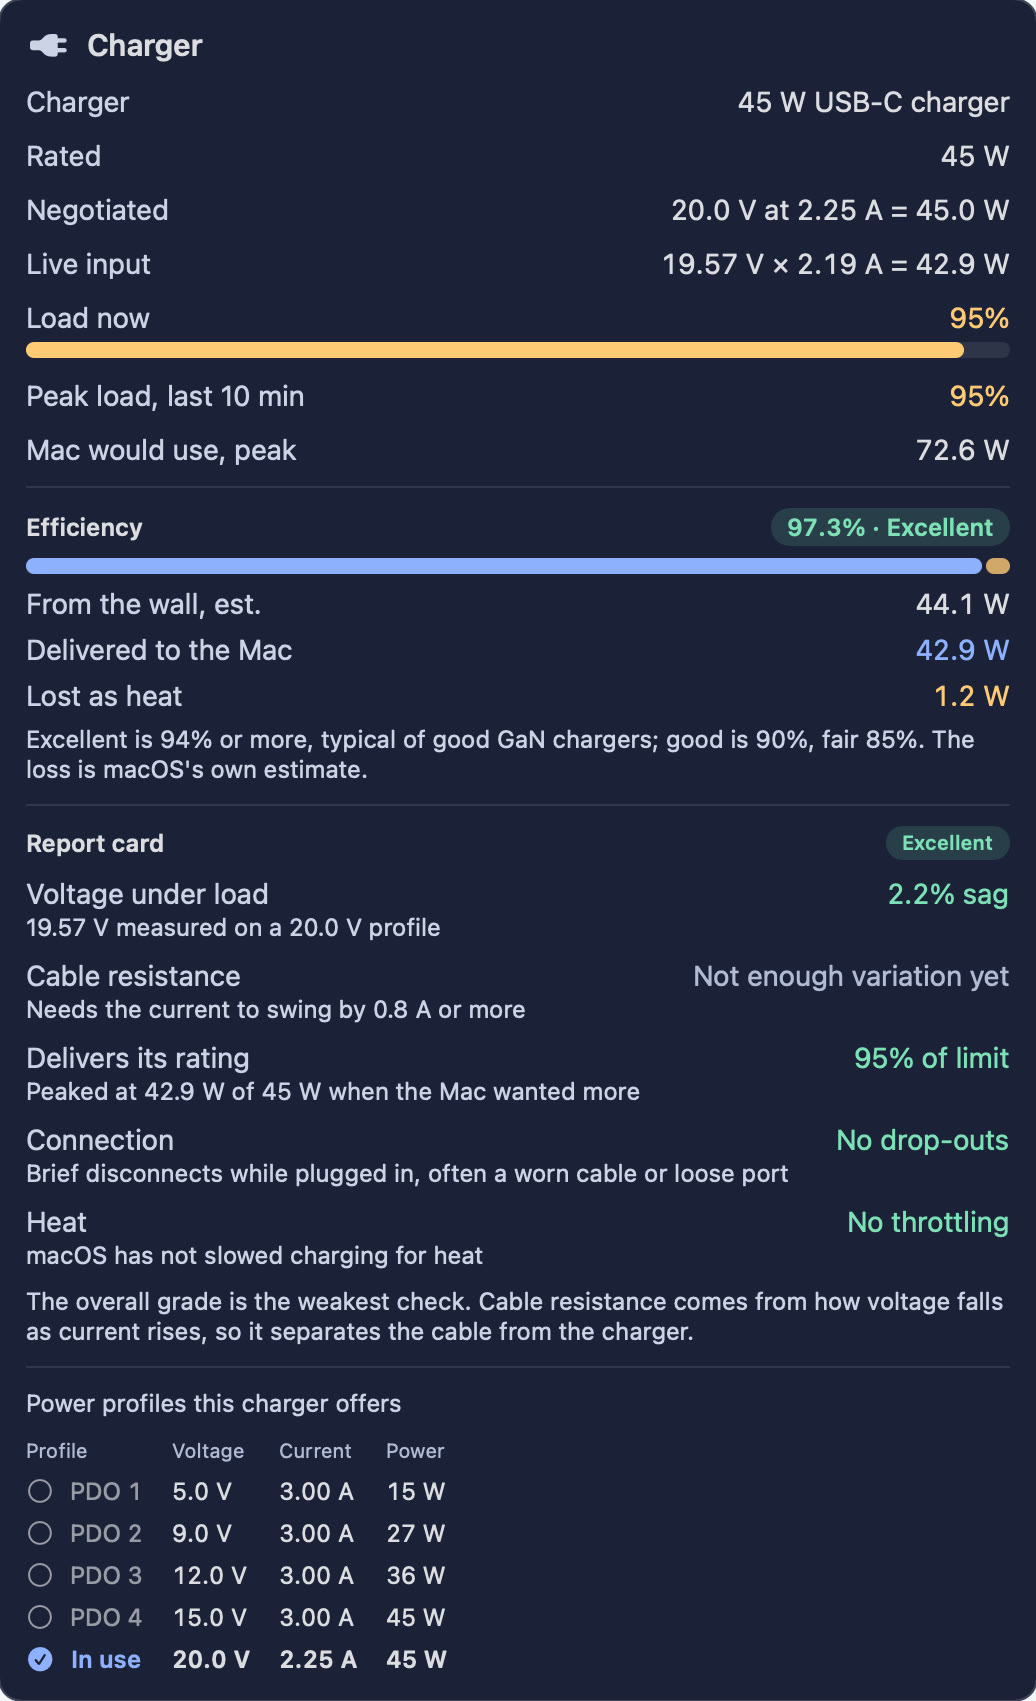 Charger
Charger 45 W USB-C charger
Rated 45 W
Negotiated 20.0 V at 2.25 A = 45.0 W
Live input 19.57 V × 2.19 A = 42.9 W
Load now 95%
Peak load, last 10 min 95%
Mac would use, peak 72.6 W
Efficiency 97.3% · Excellent
From the wall, est. 44.1 W
Delivered to the Mac 42.9 W
Lost as heat 1.2 W
Excellent is 94% or more, typical of good GaN chargers; good is 90%, fair 85%. The
loss is macOS's own estimate.
Report card Excellent
Voltage under load 2.2% sag
19.57 V measured on a 20.0 V profile
Cable resistance Not enough variation yet
Needs the current to swing by 0.8 A or more
Delivers its rating 95% of limit
Peaked at 42.9 W of 45 W when the Mac wanted more
Connection No drop-outs
Brief disconnects while plugged in, often a worn cable or loose port
Heat No throttling
macOS has not slowed charging for heat
The overall grade is the weakest check. Cable resistance comes from how voltage falls
as current rises, so it separates the cable from the charger.
Power profiles this charger offers
Profile Voltage Current Power
PDO 1 5.0 V 3.00 A 15 W
PDO 2 9.0 V 3.00 A 27 W
PDO 3 12.0 V 3.00 A 36 W
PDO 4 15.0 V 3.00 A 45 W
In use 20.0 V 2.25 A 45 W